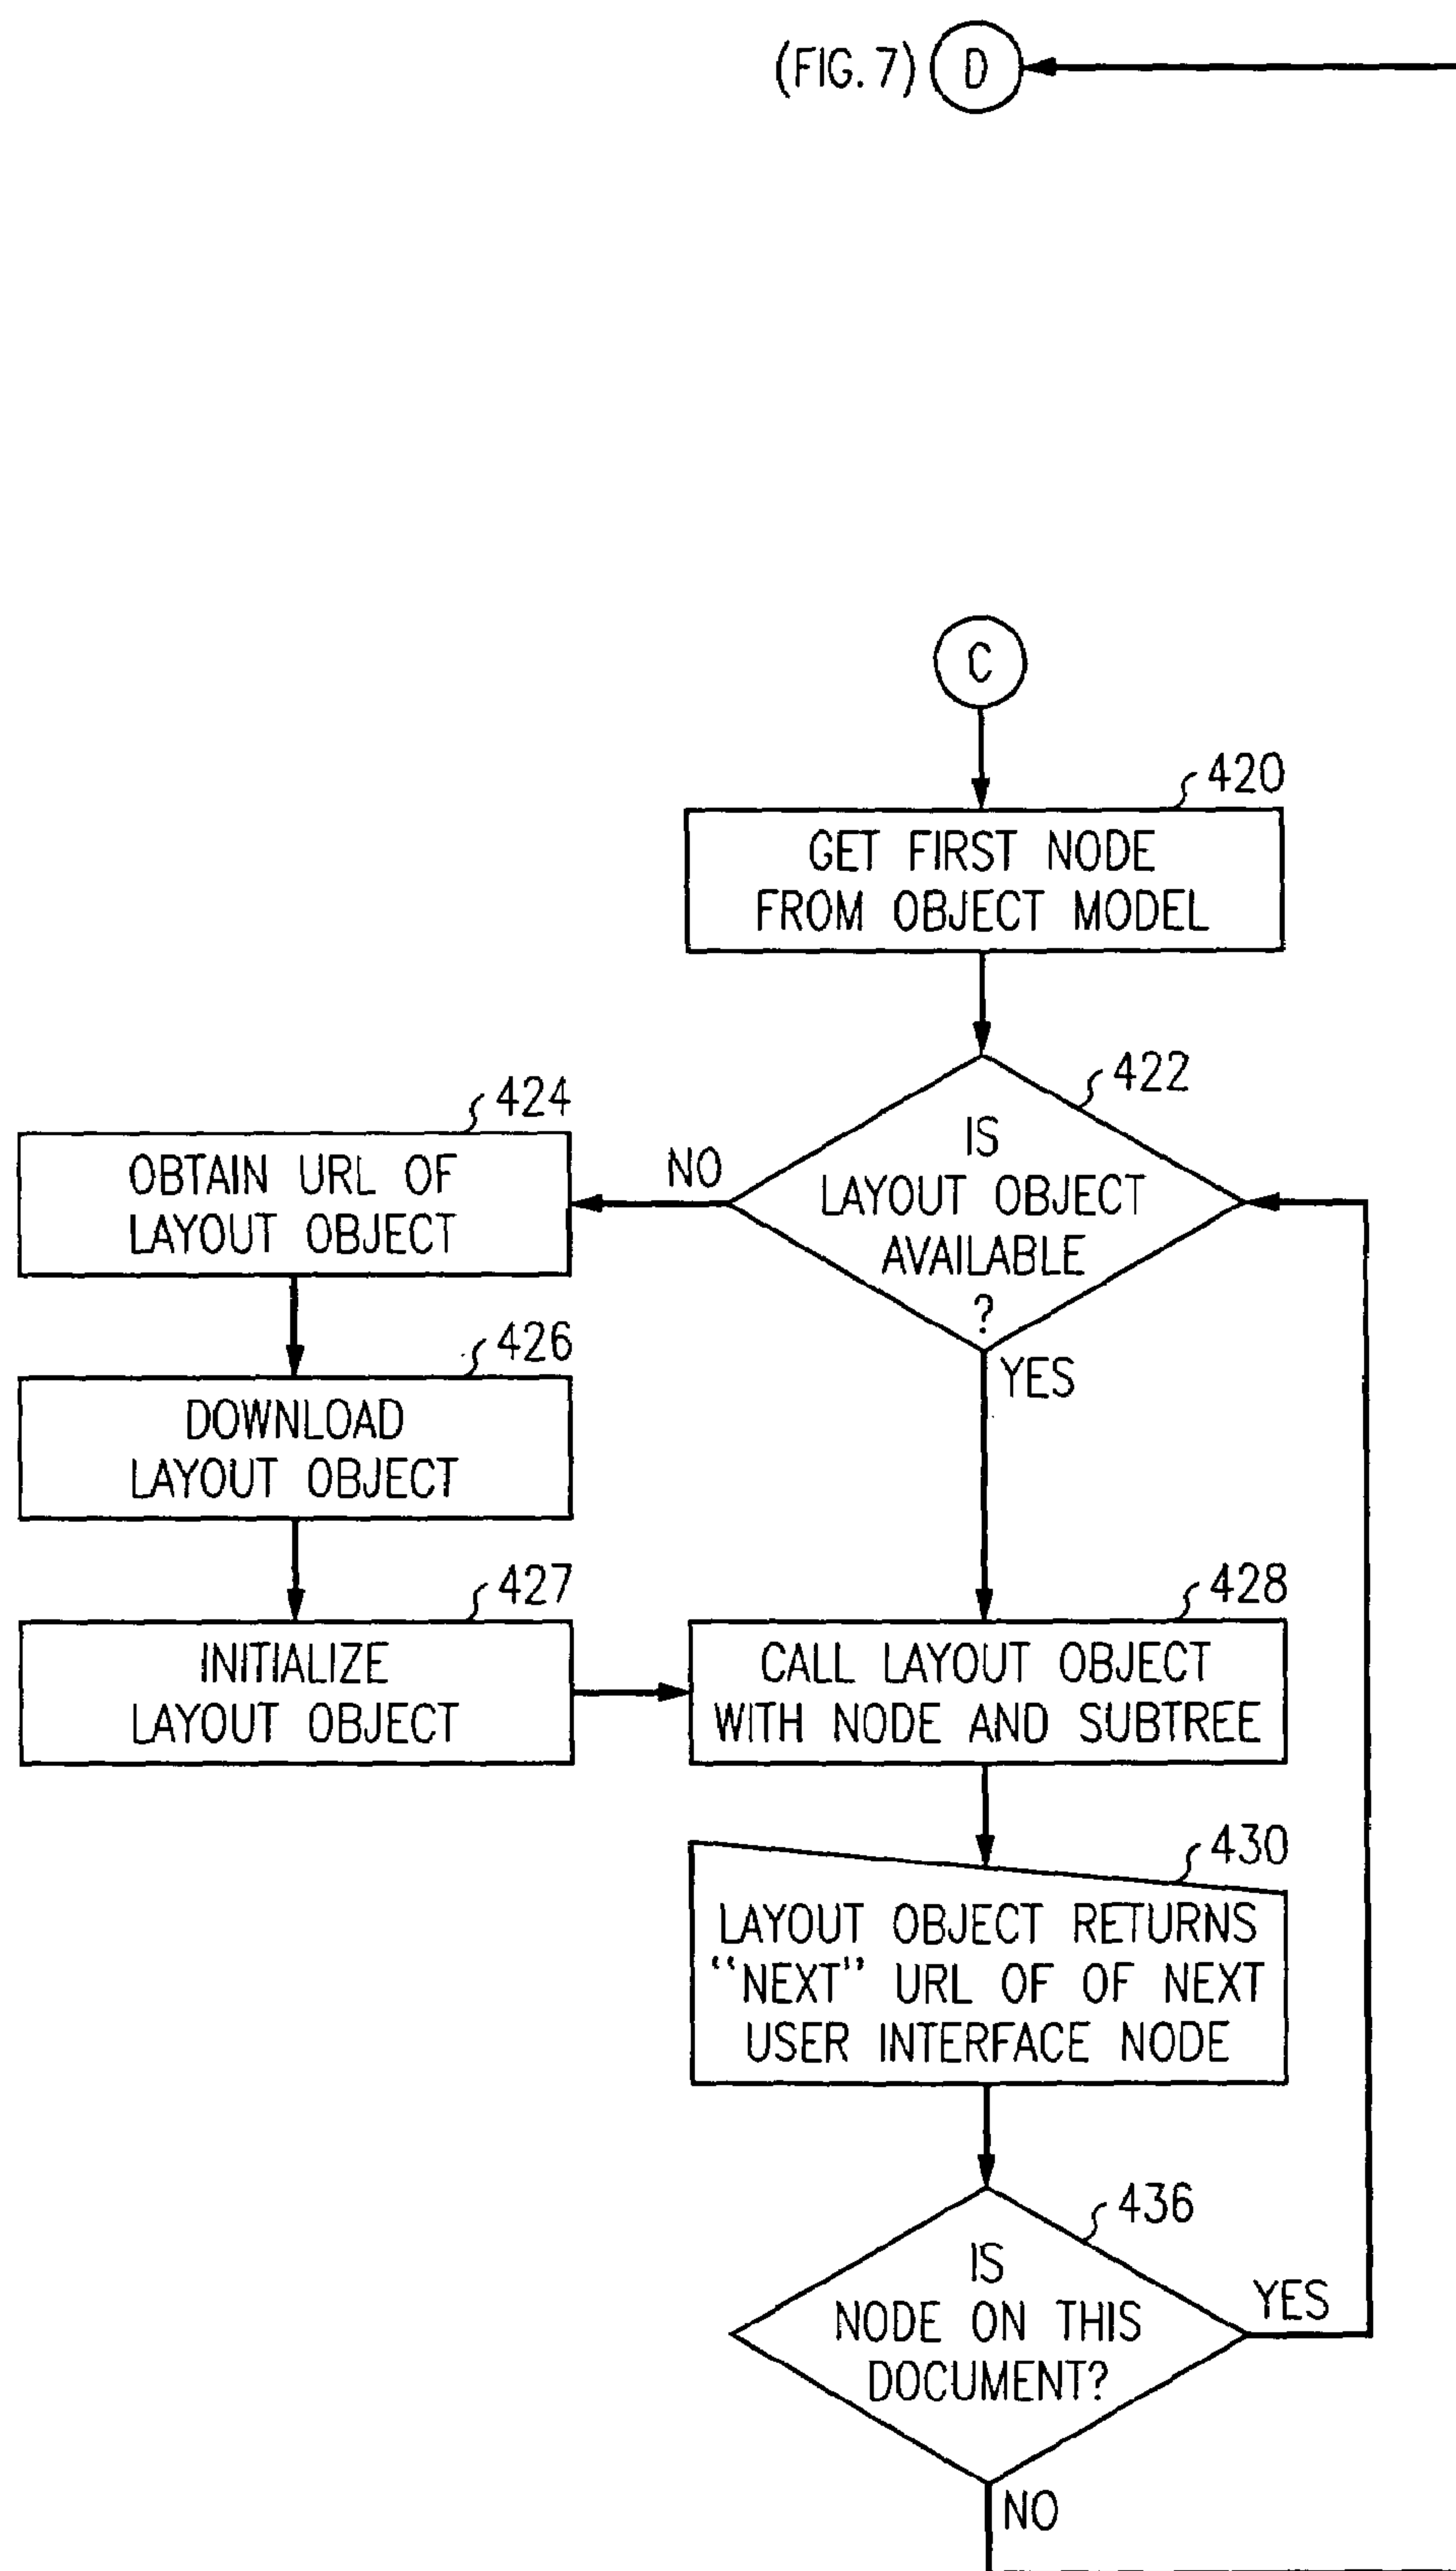 (FIG. 7) D
C
420
GET FIRST NODE
FROM OBJECT MODEL
422
IS
LAYOUT OBJECT
AVAILABLE
?
NO
YES
424
OBTAIN URL OF
LAYOUT OBJECT
426
DOWNLOAD
LAYOUT OBJECT
427
INITIALIZE
LAYOUT OBJECT
428
CALL LAYOUT OBJECT
WITH NODE AND SUBTREE
430
LAYOUT OBJECT RETURNS
“NEXT” URL OF OF NEXT
USER INTERFACE NODE
436
IS
NODE ON THIS
DOCUMENT?
YES
NO